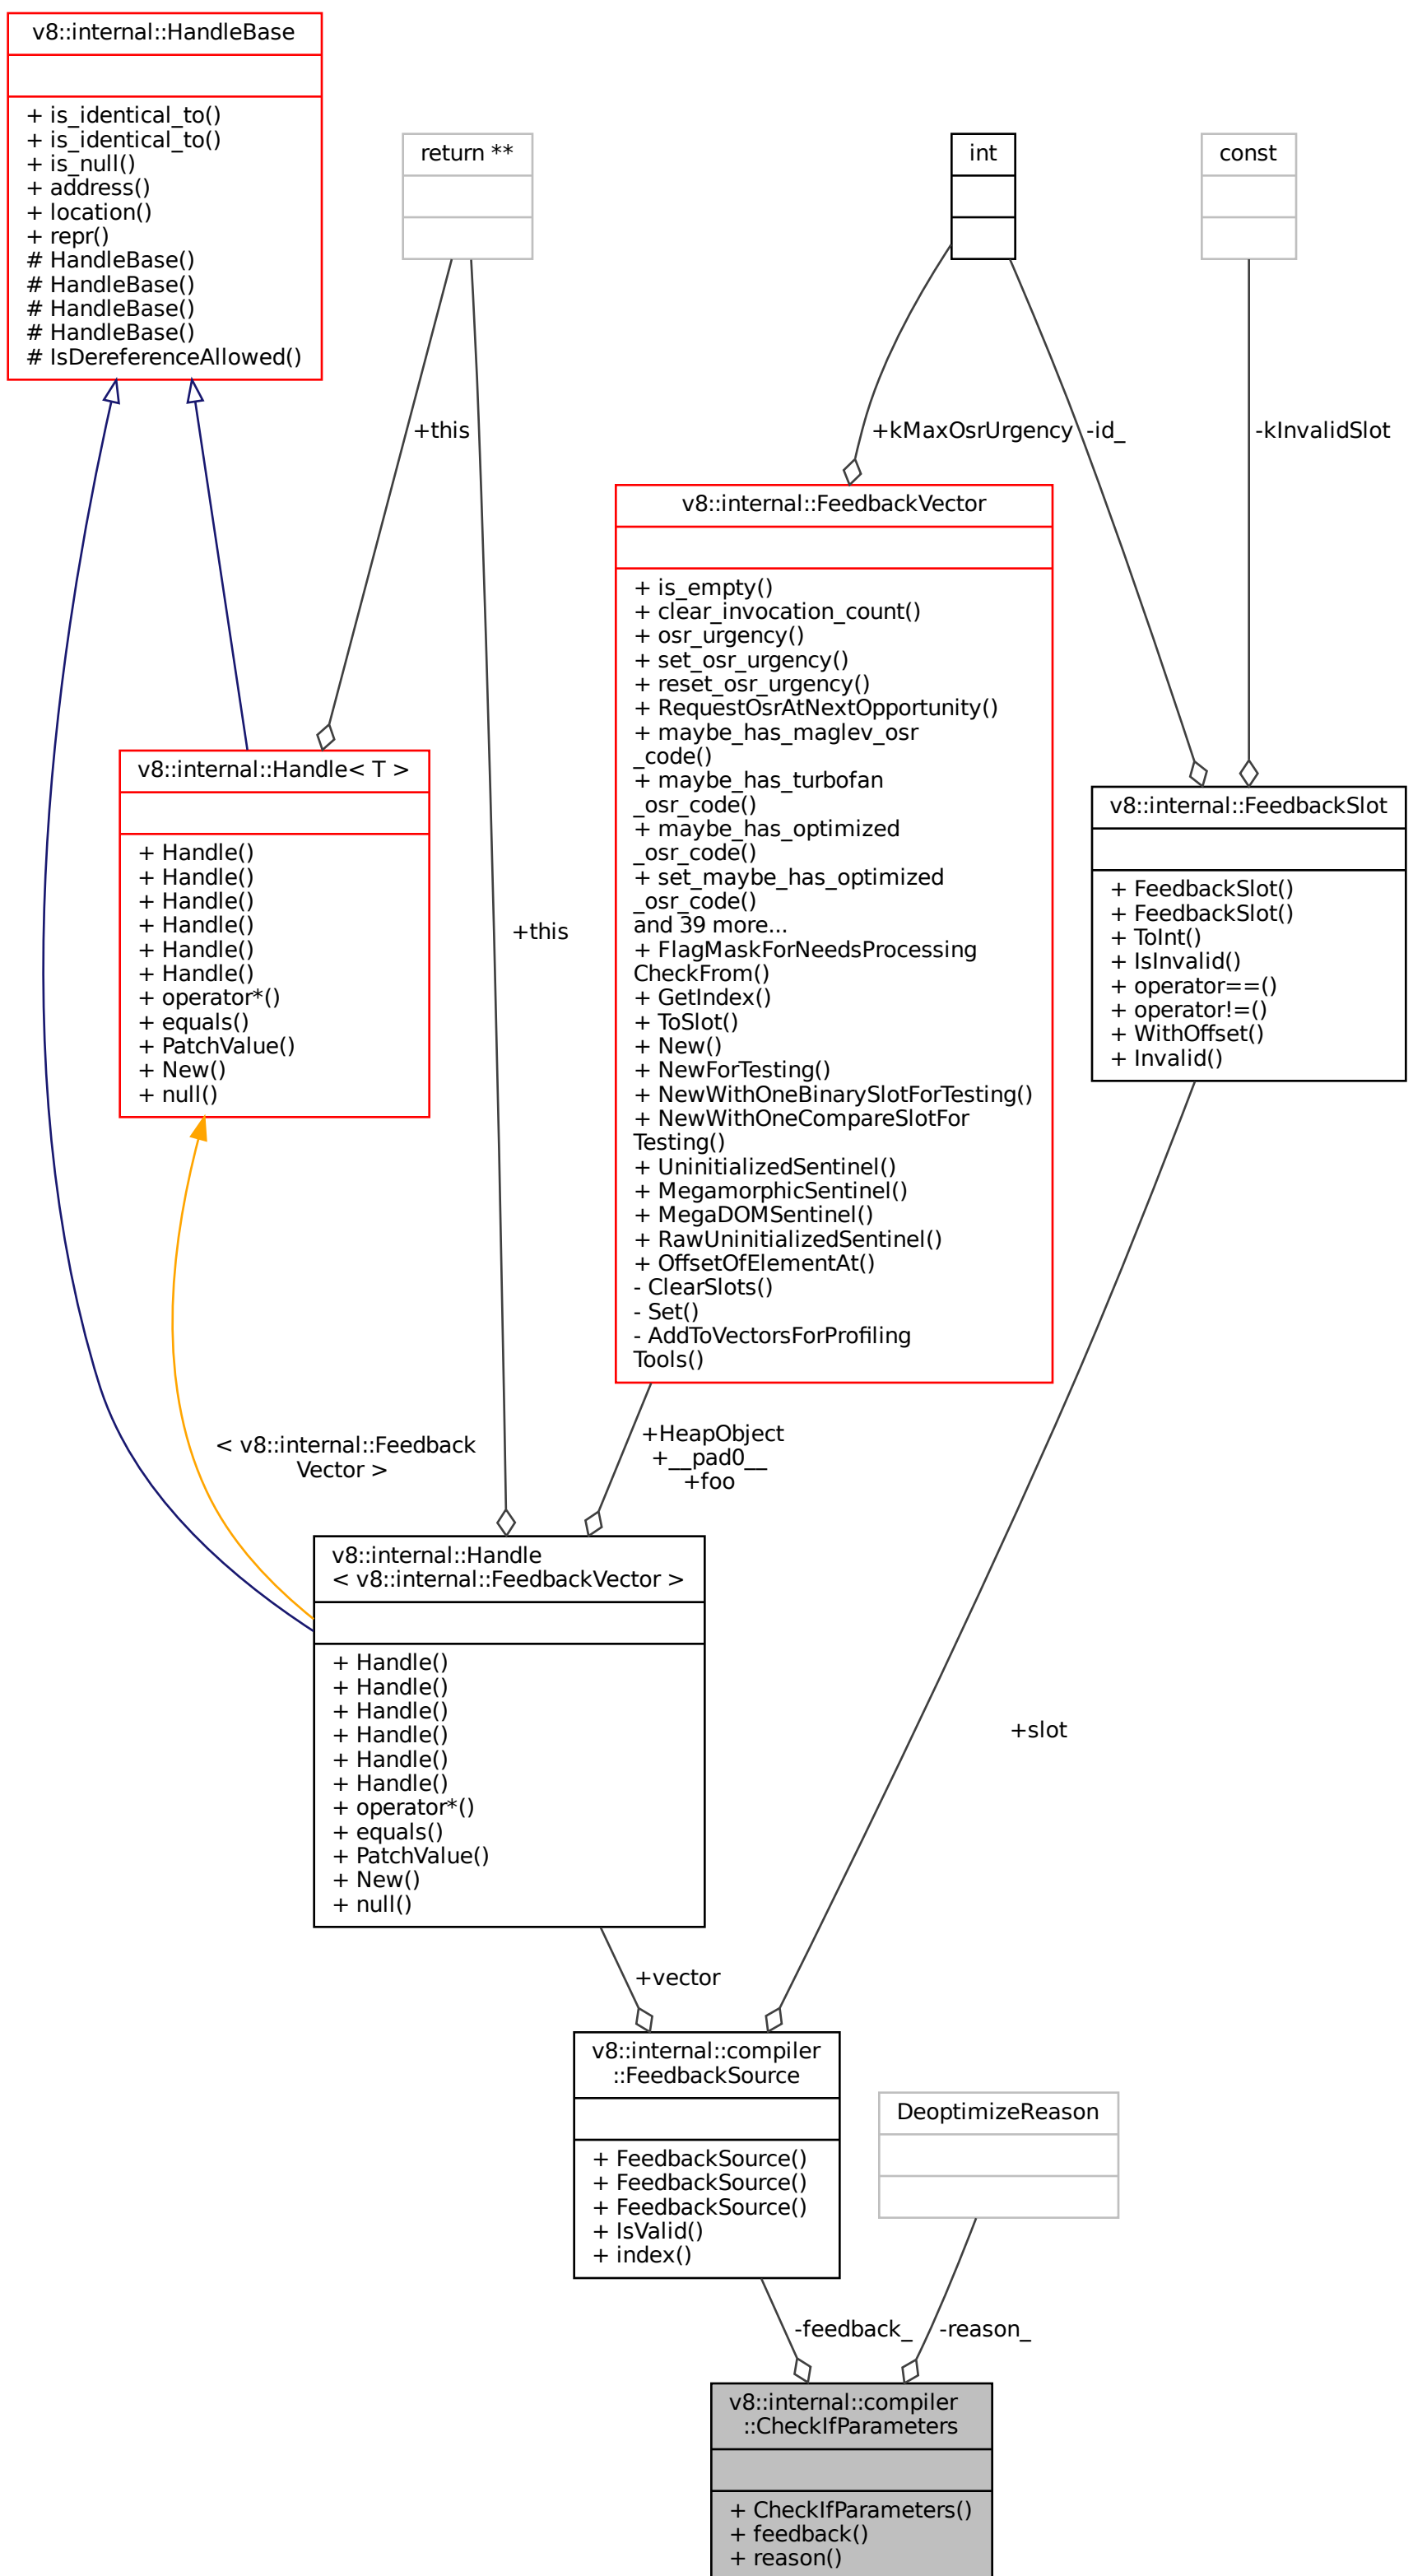 v8::internal::HandleBase
+ is_identical_to()
+ is_identical_to()
+ is_null()
+ address()
+ location()
+ repr()
# HandleBase()
# HandleBase()
# HandleBase()
# HandleBase()
# IsDereferenceAllowed()
return **
int
const
+this
+kMaxOsrUrgency
-id_
-kInvalidSlot
v8::internal::FeedbackVector
+ is_empty()
+ clear_invocation_count()
+ osr_urgency()
+ set_osr_urgency()
+ reset_osr_urgency()
+ RequestOsrAtNextOpportunity()
+ maybe_has_maglev_osr
_code()
+ maybe_has_turbofan
_osr_code()
+ maybe_has_optimized
_osr_code()
+ set_maybe_has_optimized
_osr_code()
and 39 more...
+ FlagMaskForNeedsProcessing
CheckFrom()
+ GetIndex()
+ ToSlot()
+ New()
+ NewForTesting()
+ NewWithOneBinarySlotForTesting()
+ NewWithOneCompareSlotFor
Testing()
+ UninitializedSentinel()
+ MegamorphicSentinel()
+ MegaDOMSentinel()
+ RawUninitializedSentinel()
+ OffsetOfElementAt()
- ClearSlots()
- Set()
- AddToVectorsForProfiling
Tools()
v8::internal::Handle< T >
+ Handle()
+ Handle()
+ Handle()
+ Handle()
+ Handle()
+ Handle()
+ operator*()
+ equals()
+ PatchValue()
+ New()
+ null()
v8::internal::FeedbackSlot
+ FeedbackSlot()
+ FeedbackSlot()
+ ToInt()
+ IsInvalid()
+ operator==()
+ operator!=()
+ WithOffset()
+ Invalid()
+this
< v8::internal::Feedback
Vector >
+HeapObject
+__pad0__
+foo
v8::internal::Handle
< v8::internal::FeedbackVector >
+ Handle()
+ Handle()
+ Handle()
+ Handle()
+ Handle()
+ Handle()
+ operator*()
+ equals()
+ PatchValue()
+ New()
+ null()
+slot
+vector
v8::internal::compiler
::FeedbackSource
+ FeedbackSource()
+ FeedbackSource()
+ FeedbackSource()
+ IsValid()
+ index()
DeoptimizeReason
-feedback_
-reason_
v8::internal::compiler
::CheckIfParameters
+ CheckIfParameters()
+ feedback()
+ reason()